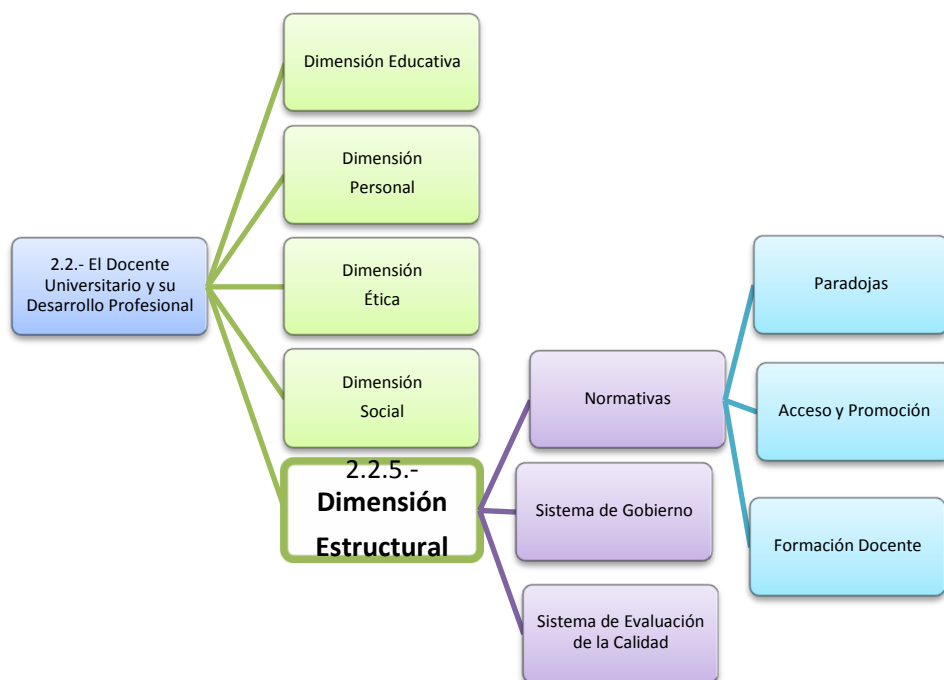 Dimensión Educativa
Dimensión
Personal
2.2.- El Docente
Universitario y su
Desarrollo Profesional
Dimensión
Ética
Dimensión
Social
2.2.5.-
Dimensión
Estructural
Normativas
Sistema de Gobierno
Sistema de Evaluación
de la Calidad
Paradojas
Acceso y Promoción
Formación Docente